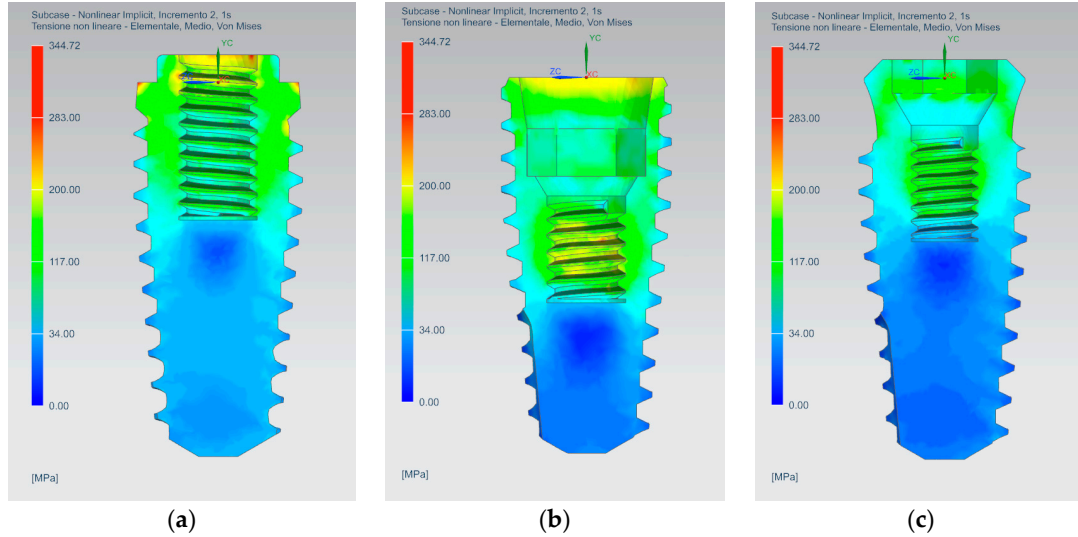 Subcase - Nonlinear Implicit, Incremento 2, 1s
Tensione non lineare - Elementale, Medio, Von Mises
344.72
283.00
200.00
117.00
34.00
0.00
[MPa]
YC
XC
(a)
Subcase - Nonlinear Implicit, Incremento 2, 1s
Tensione non lineare - Elementale, Medio, Von Mises
344.72
283.00
200.00
117.00
34.00
0.00
[MPa]
YC
ZC
XC
(b)
Subcase - Nonlinear Implicit, Incremento 2, 1s
Tensione non lineare - Elementale, Medio, Von Mises
344.72
283.00
200.00
117.00
34.00
0.00
[MPa]
YC
ZC
XC
(c)